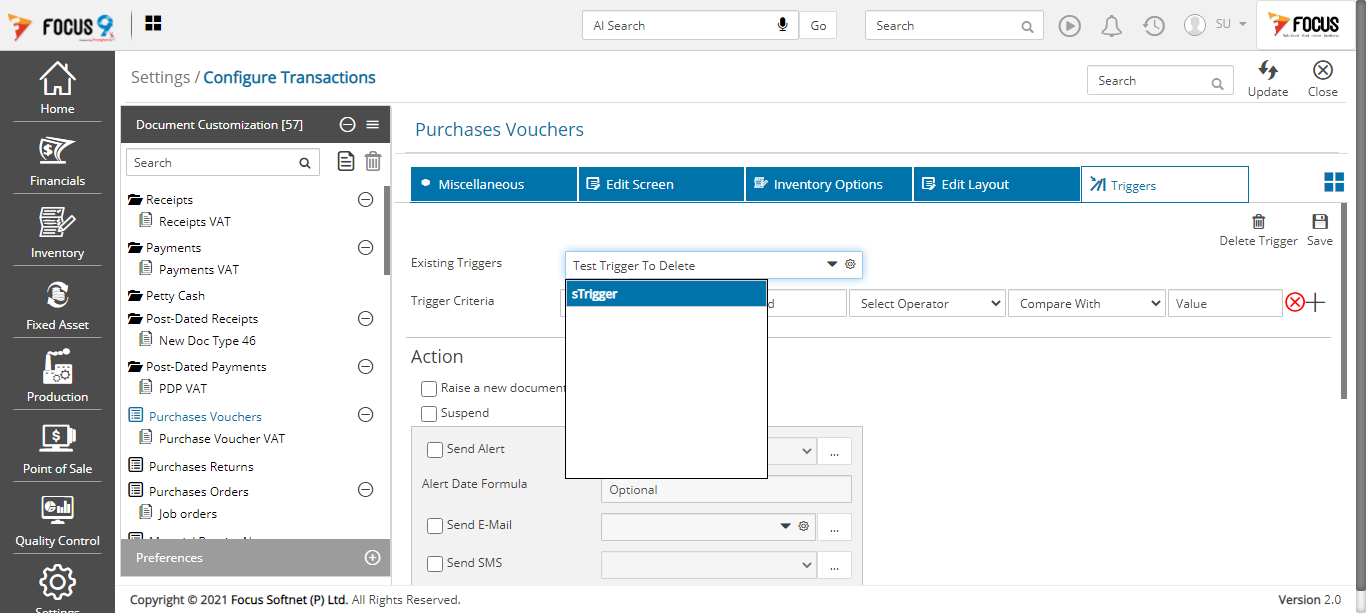 FOCUS 9
AI Search
Go
Search
SU
FOCUS
Home
Financials
Inventory
Fixed Asset
Production
Point of Sale
Quality Control
Settings
Settings / Configure Transactions
Search
Update
Close
Document Customization [57]
Search
Receipts
Receipts VAT
Payments
Payments VAT
Petty Cash
Post-Dated Receipts
New Doc Type 46
Post-Dated Payments
PDP VAT
Purchases Vouchers
Purchase Voucher VAT
Purchases Returns
Purchases Orders
Job orders
Preferences
Purchases Vouchers
Miscellaneous
Edit Screen
Inventory Options
Edit Layout
Triggers
Delete Trigger
Save
Existing Triggers
Test Trigger To Delete
sTrigger
Trigger Criteria
Select Operator
Compare With
Value
Action
Raise a new document
Suspend
Send Alert
...
Alert Date Formula
Optional
Send E-Mail
...
Send SMS
...
Copyright © 2021 Focus Softnet (P) Ltd. All Rights Reserved.
Version 2.0